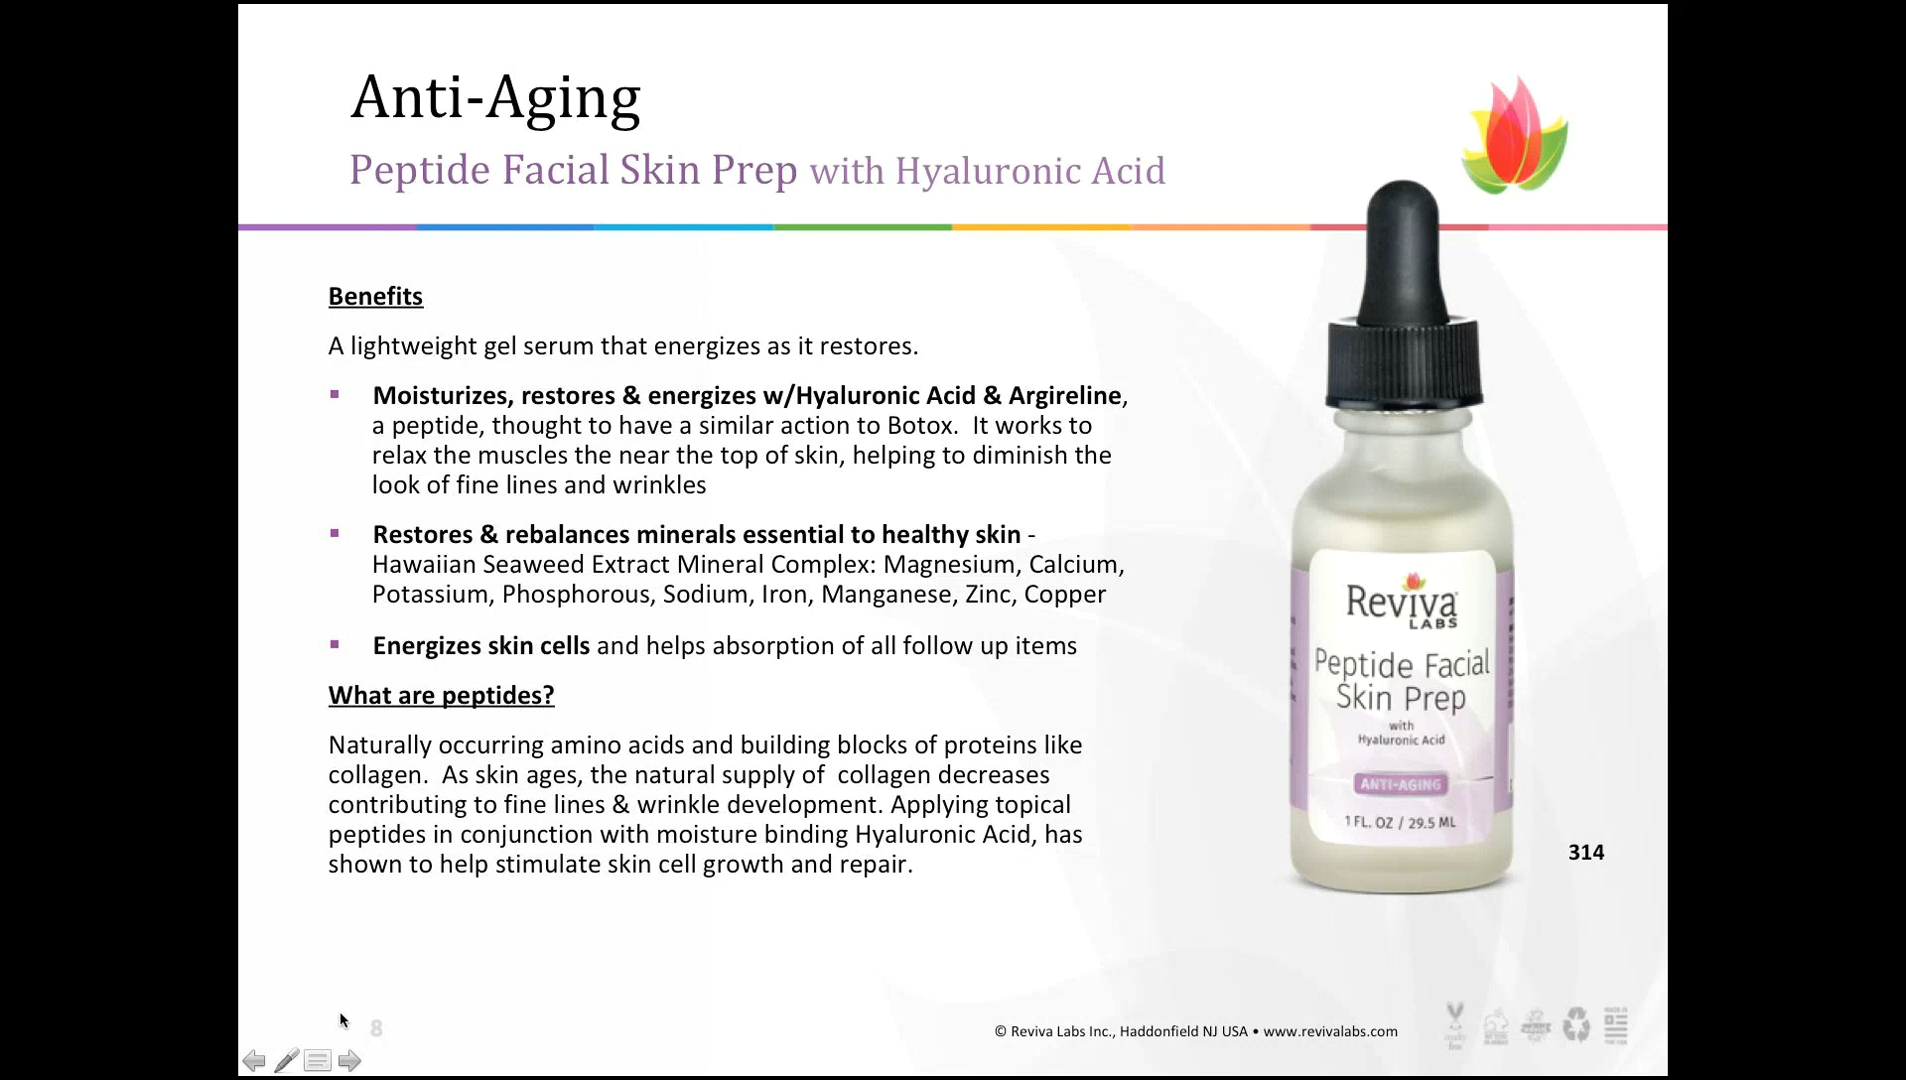 Anti-Aging
Peptide Facial Skin Prep with Hyaluronic Acid
Benefits
A lightweight gel serum that energizes as it restores.
▪ Moisturizes, restores & energizes w/Hyaluronic Acid & Argireline,
a peptide, thought to have a similar action to Botox.  It works to
relax the muscles the near the top of skin, helping to diminish the
look of fine lines and wrinkles
▪ Restores & rebalances minerals essential to healthy skin -
Hawaiian Seaweed Extract Mineral Complex: Magnesium, Calcium,
Potassium, Phosphorous, Sodium, Iron, Manganese, Zinc, Copper
▪ Energizes skin cells and helps absorption of all follow up items
What are peptides?
Naturally occurring amino acids and building blocks of proteins like
collagen.  As skin ages, the natural supply of  collagen decreases
contributing to fine lines & wrinkle development. Applying topical
peptides in conjunction with moisture binding Hyaluronic Acid, has
shown to help stimulate skin cell growth and repair.
Reviva
LABS
Peptide Facial
Skin Prep
with
Hyaluronic Acid
ANTI-AGING
1 FL. OZ / 29.5 ML
314
8
© Reviva Labs Inc., Haddonfield NJ USA • www.revivalabs.com
cruelty
free